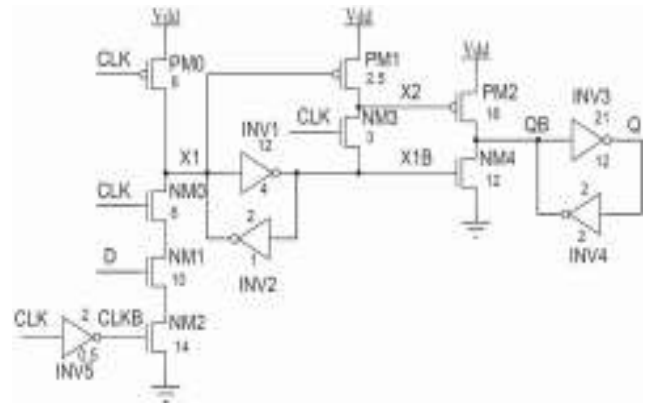 Vdd
Vdd
CLK
PM0
6
PM1
2.5
Vdd
X2
PM2
18
INV3
21
12
QB
Q
CLK
NM3
3
INV1
12
4
X1
X1B
NM4
12
CLK
NM0
6
2
1
INV2
2
2
INV4
D
NM1
10
CLK
2
0.5
INV5
CLKB
NM2
14